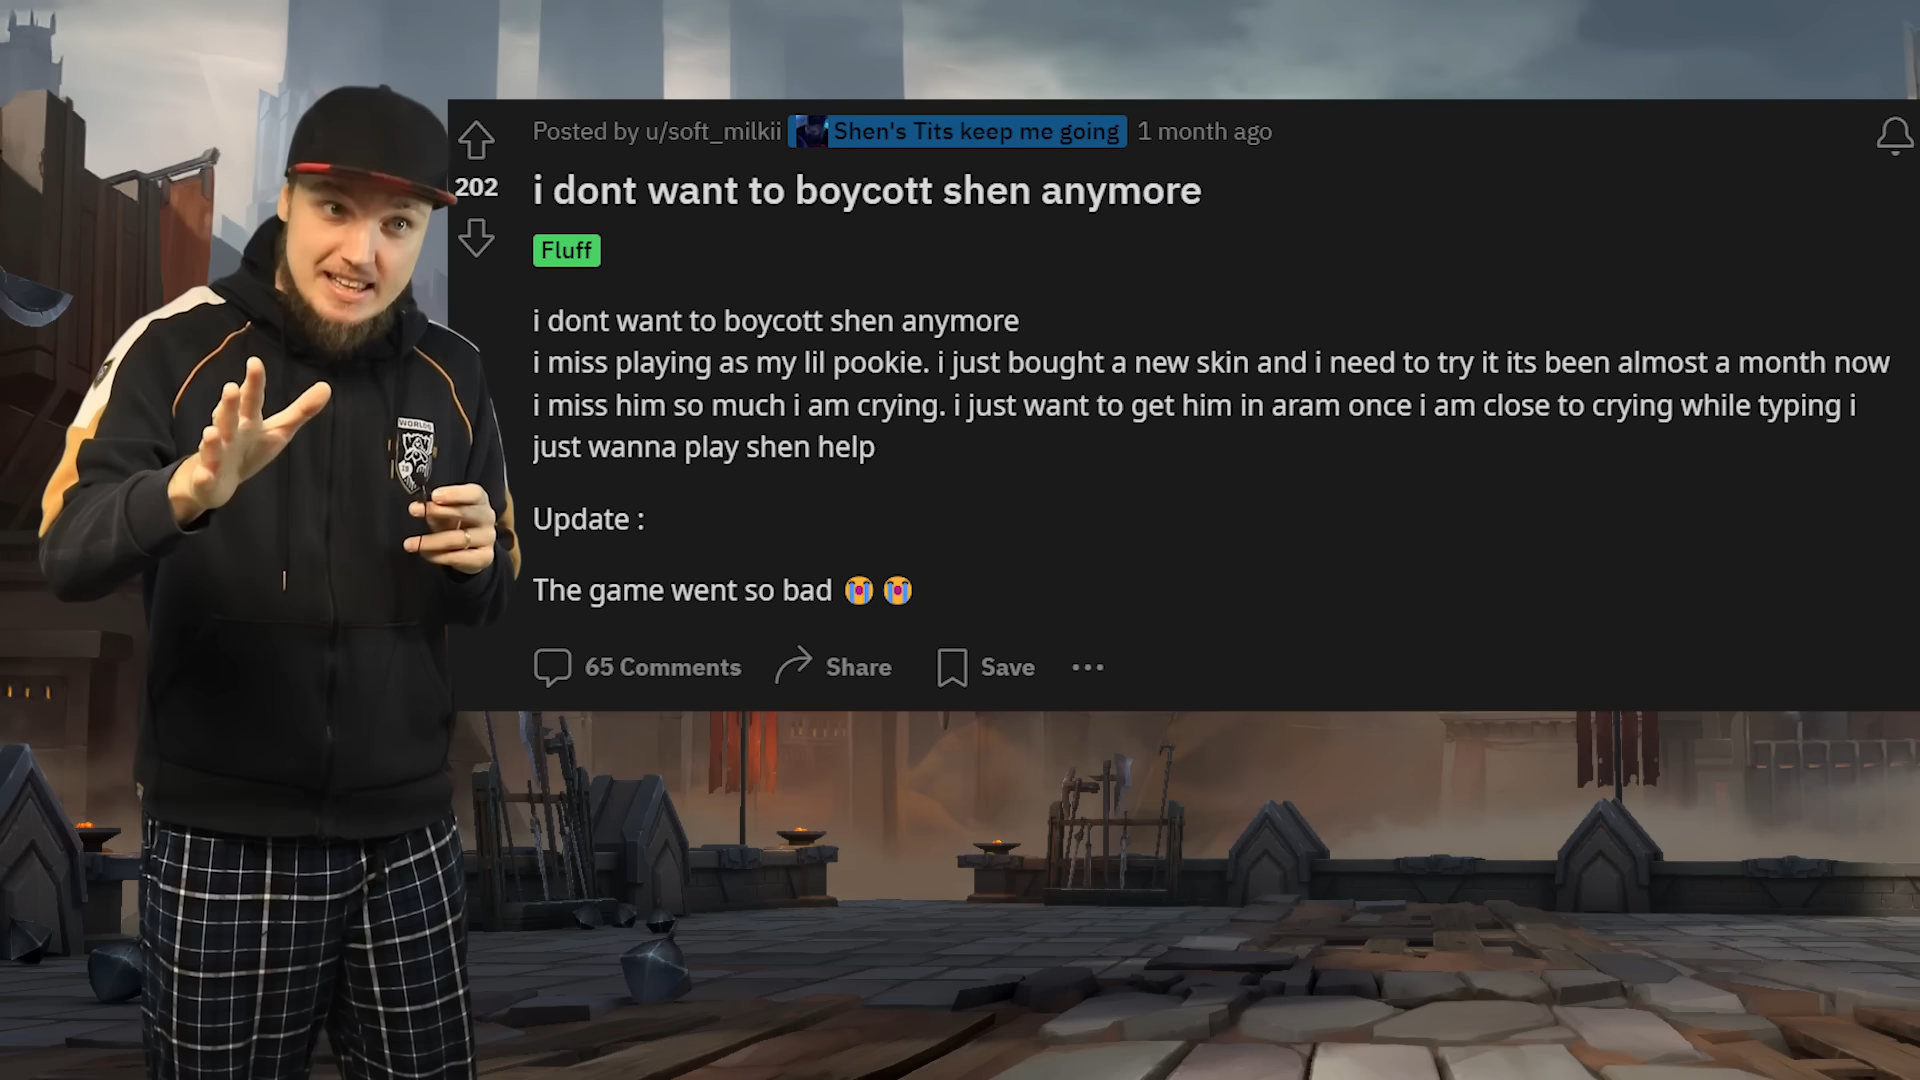 Posted by u/soft_milkii Shen's Tits keep me going 1 month ago
202
i dont want to boycott shen anymore
Fluff
i dont want to boycott shen anymore
i miss playing as my lil pookie. i just bought a new skin and i need to try it its been almost a month now
i miss him so much i am crying. i just want to get him in aram once i am close to crying while typing i
just wanna play shen help
Update :
The game went so bad 😭 😭
65 Comments Share Save ...
WORLDS